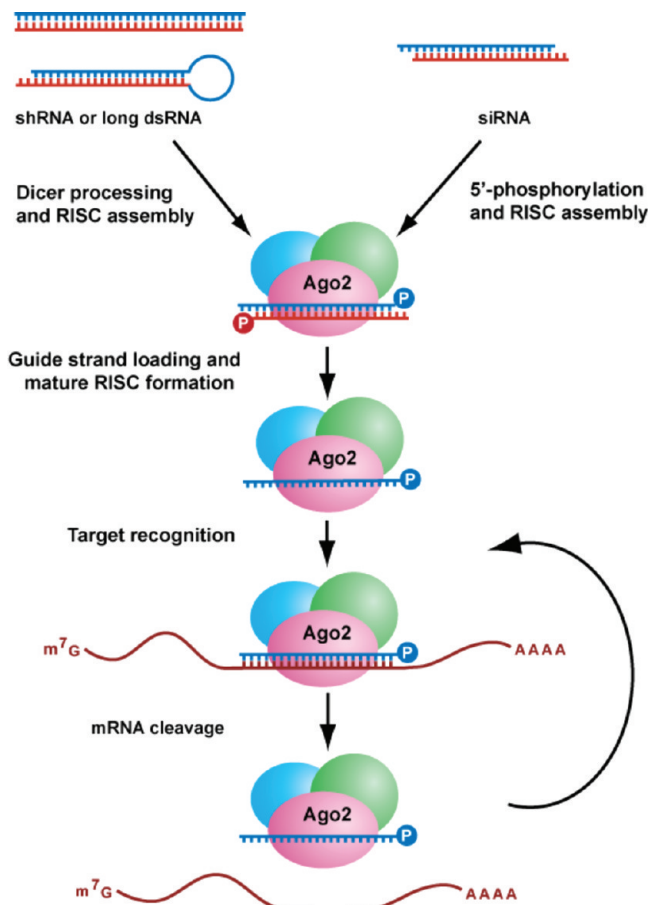 shRNA or long dsRNA
siRNA
Dicer processing
and RISC assembly
5'-phosphorylation
and RISC assembly
Ago2
P
P
Guide strand loading and
mature RISC formation
Ago2
P
Target recognition
Ago2
P
m⁷G
AAAA
mRNA cleavage
Ago2
P
m⁷G
AAAA